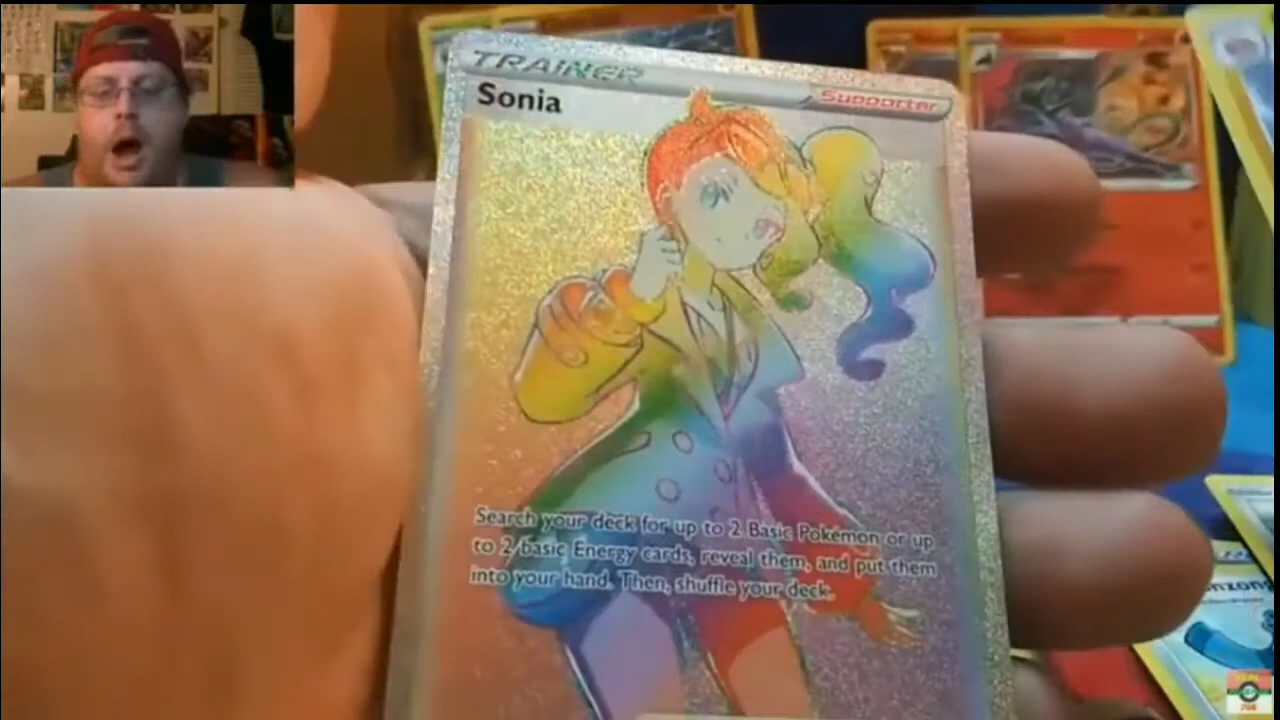 TRAINER
Supporter
Sonia
Search your deck for up to 2 Basic Pokémon or up
to 2 basic Energy cards, reveal them, and put them
into your hand. Then, shuffle your deck.